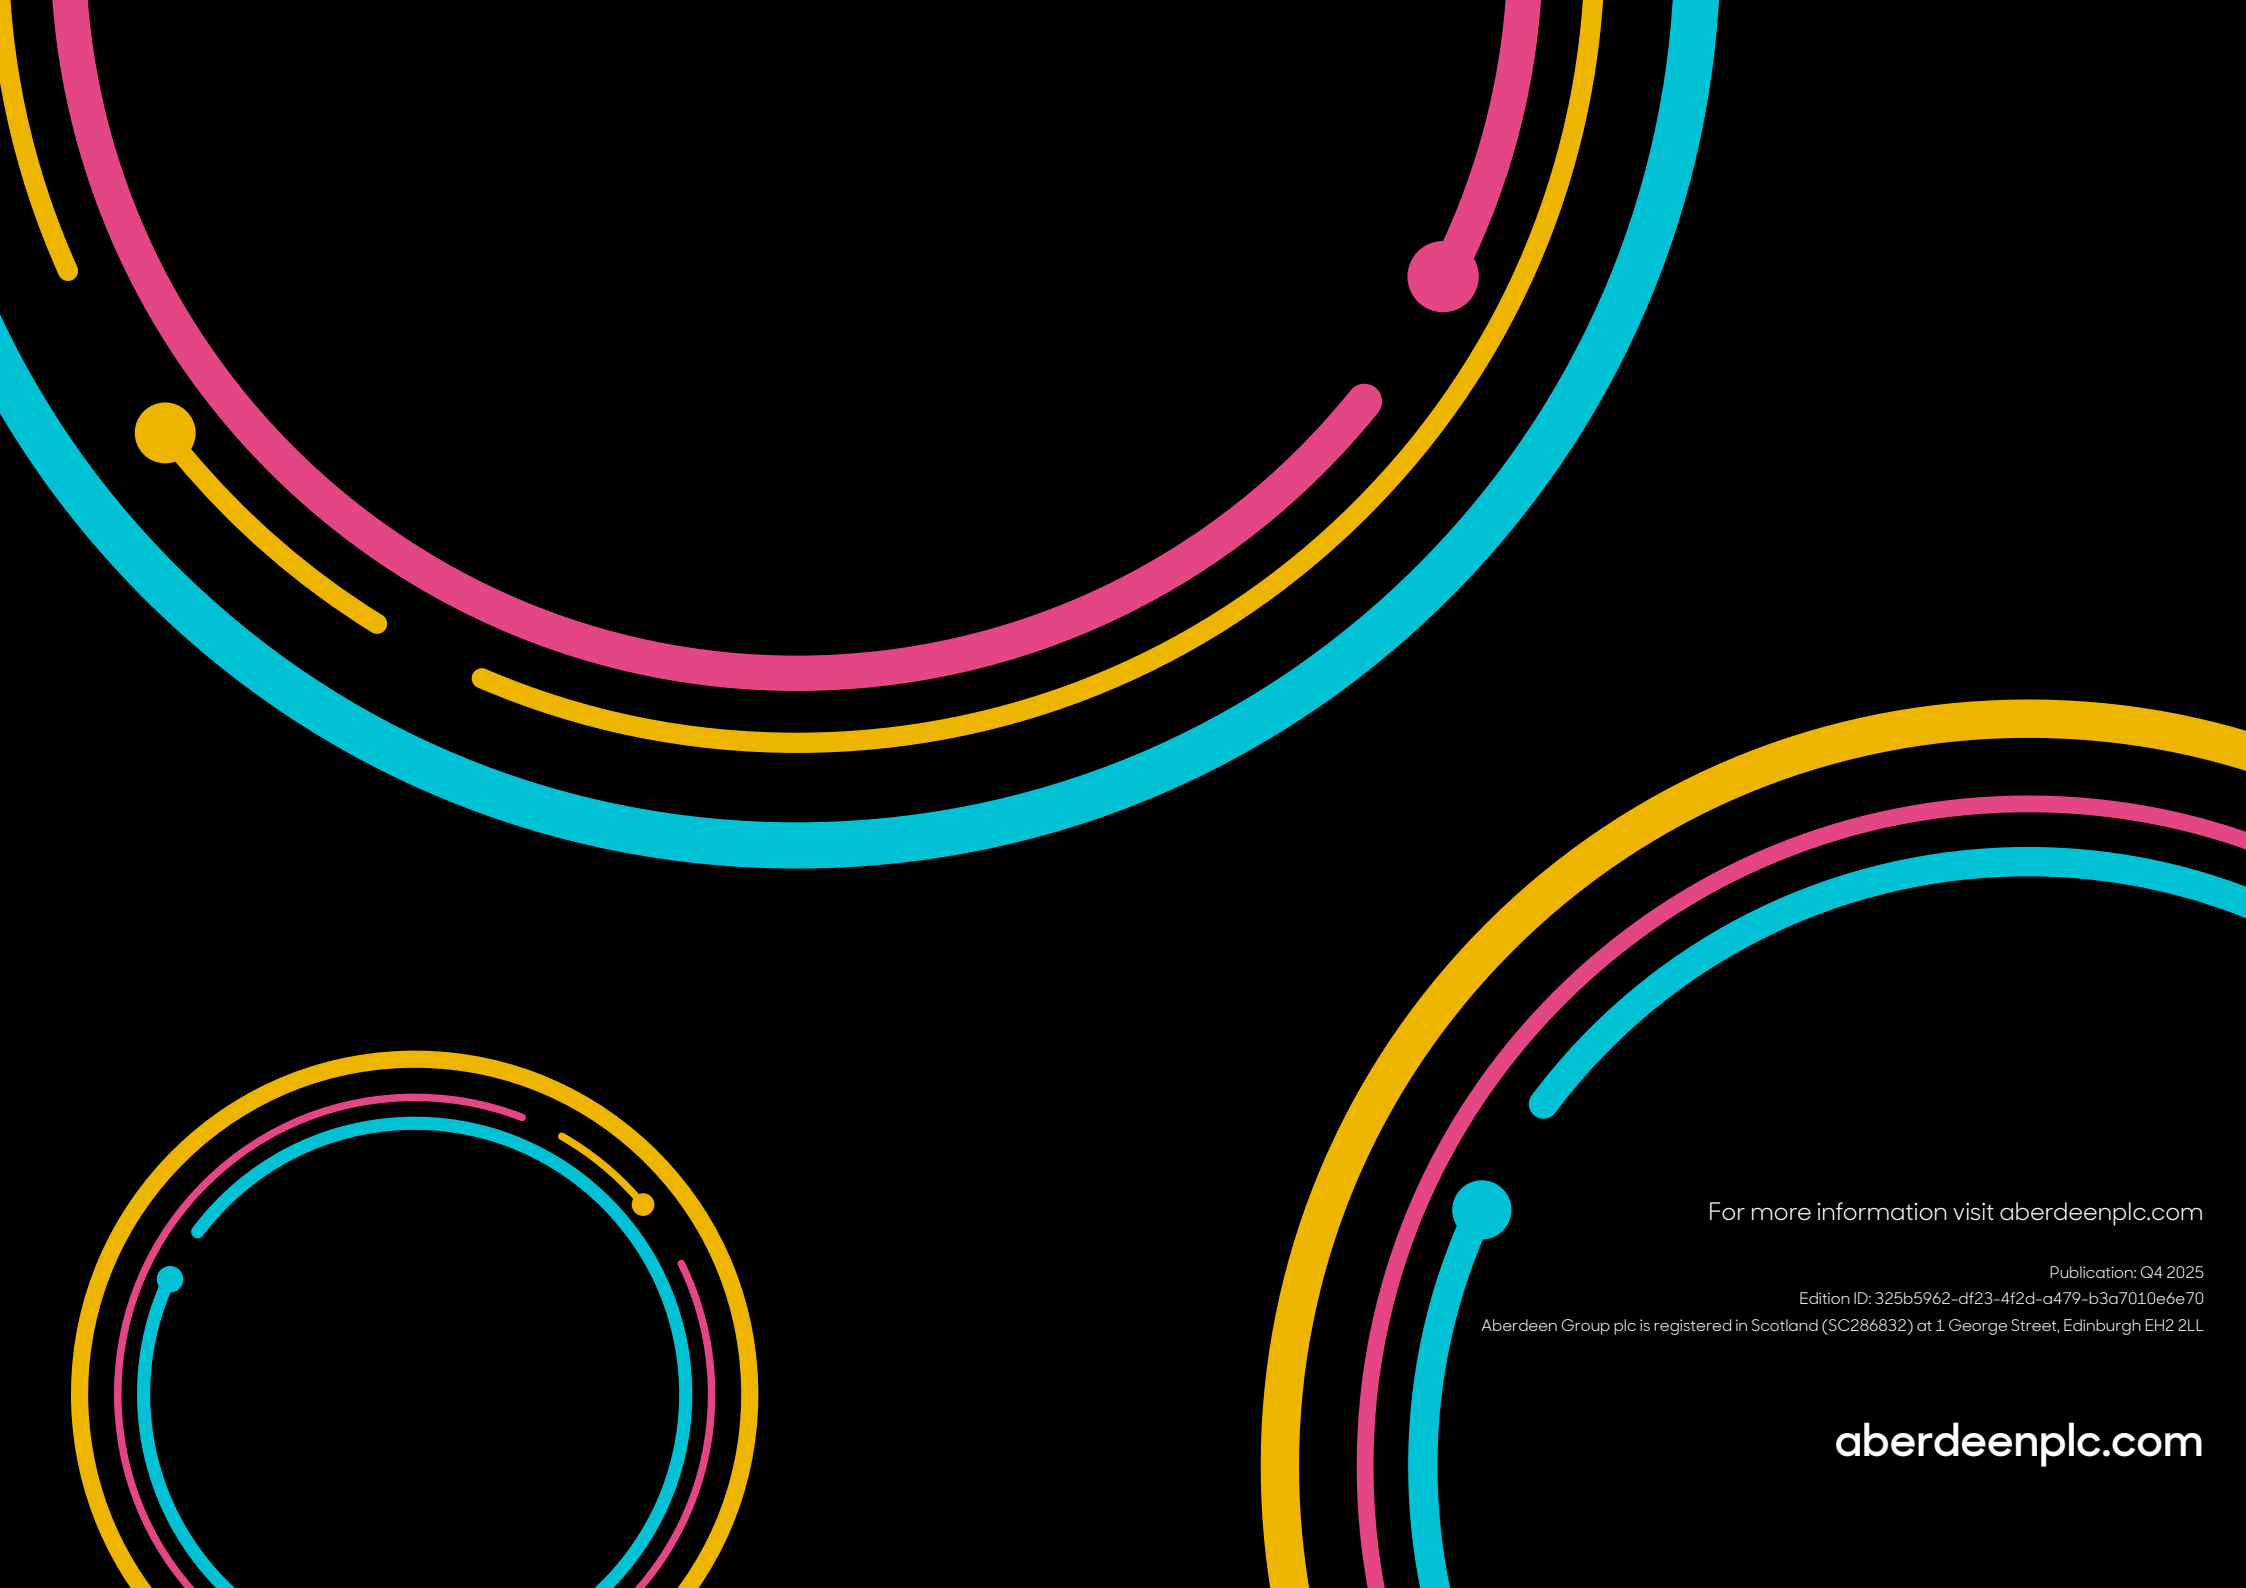 For more information visit aberdeenplc.com
Publication: Q4 2025
Edition ID: 325b5962-df23-4f2d-a479-b3a7010e6e70
Aberdeen Group plc is registered in Scotland (SC286832) at 1 George Street, Edinburgh EH2 2LL
aberdeenplc.com